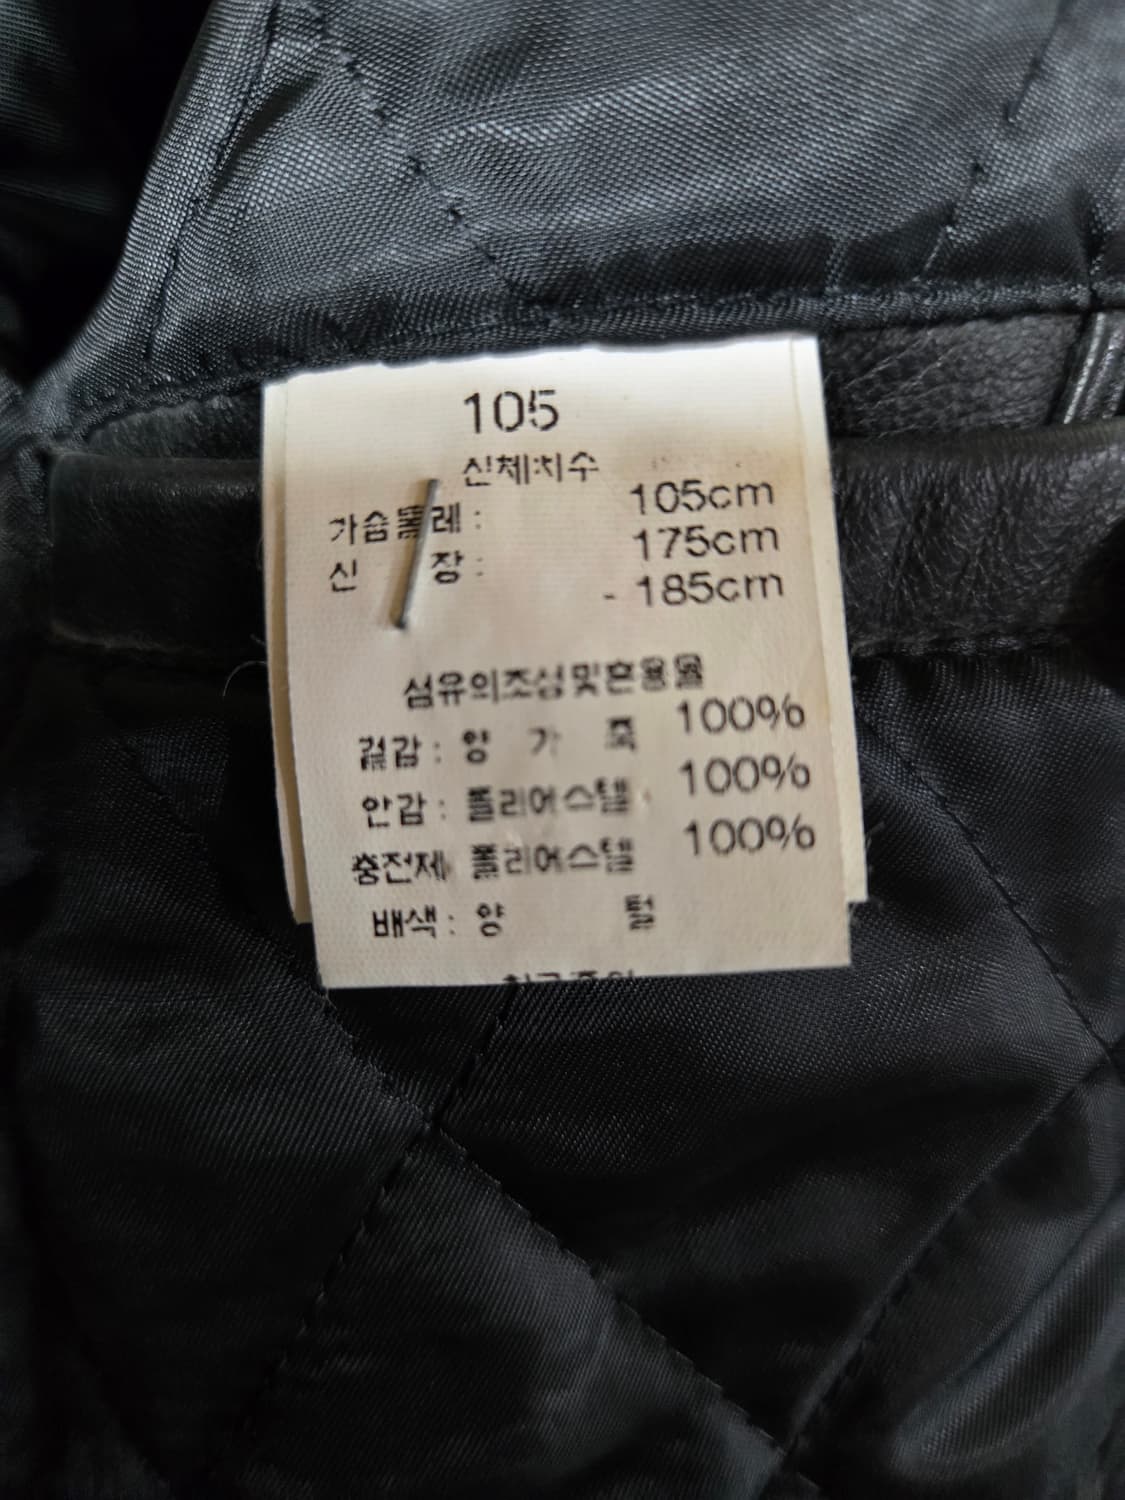 105
신체치수
가슴둘레 : 105cm
신 장 : 175cm
- 185cm
섬유의조성및혼용율
겉감 : 양 가 죽 100%
안감 : 폴리에스텔 100%
충전제 폴리에스텔 100%
배색 : 양 털